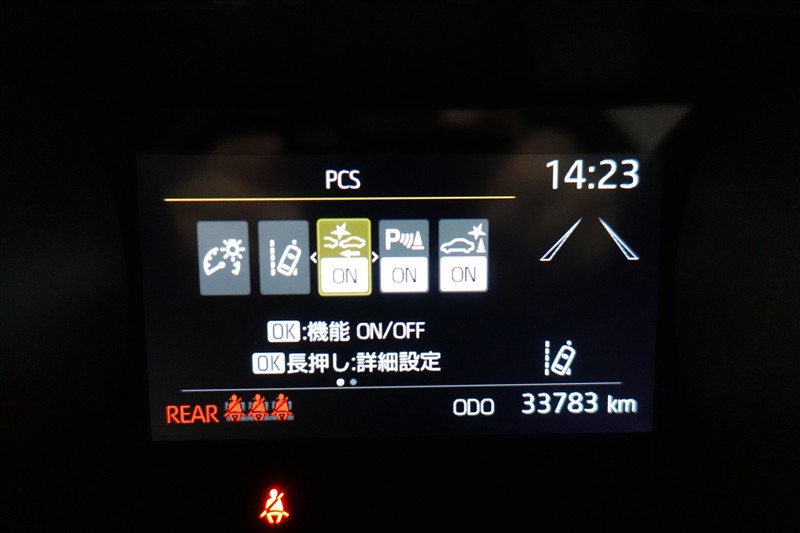 PCS
14:23
ON
P ON
ON
OK:機能 ON/OFF
OK長押し:詳細設定
REAR
ODO 33783 km